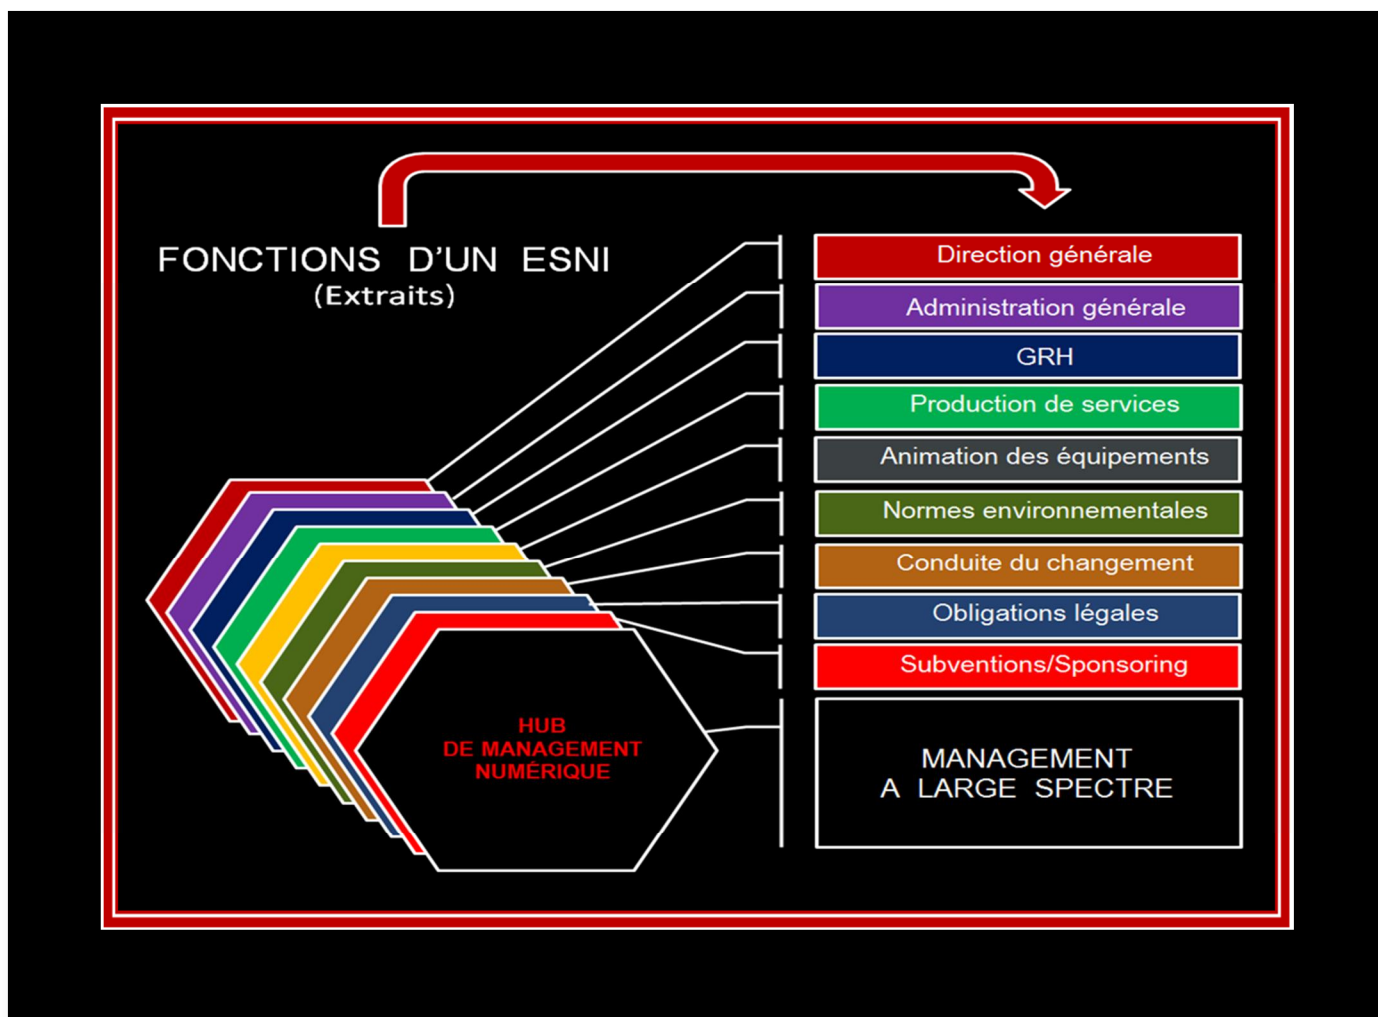 FONCTIONS D'UN ESNI
(Extraits)
Direction générale
Administration générale
GRH
Production de services
Animation des équipements
Normes environnementales
Conduite du changement
Obligations légales
Subventions/Sponsoring
HUB
DE MANAGEMENT
NUMÉRIQUE
MANAGEMENT
A LARGE SPECTRE